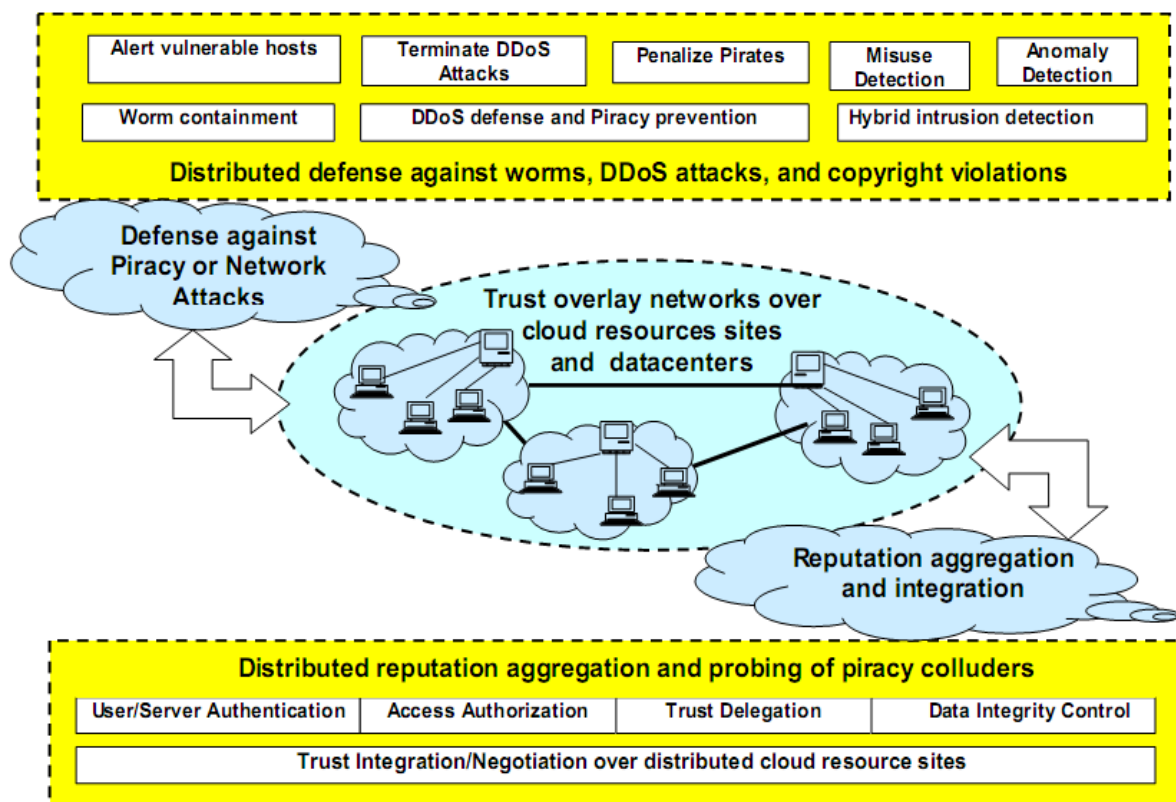 Alert vulnerable hosts
Terminate DDoS
Attacks
Penalize Pirates
Misuse
Detection
Anomaly
Detection
Worm containment
DDoS defense and Piracy prevention
Hybrid intrusion detection
Distributed defense against worms, DDoS attacks, and copyright violations
Defense against
Piracy or Network
Attacks
Trust overlay networks over
cloud resources sites
and datacenters
Reputation aggregation
and integration
Distributed reputation aggregation and probing of piracy colluders
User/Server Authentication
Access Authorization
Trust Delegation
Data Integrity Control
Trust Integration/Negotiation over distributed cloud resource sites